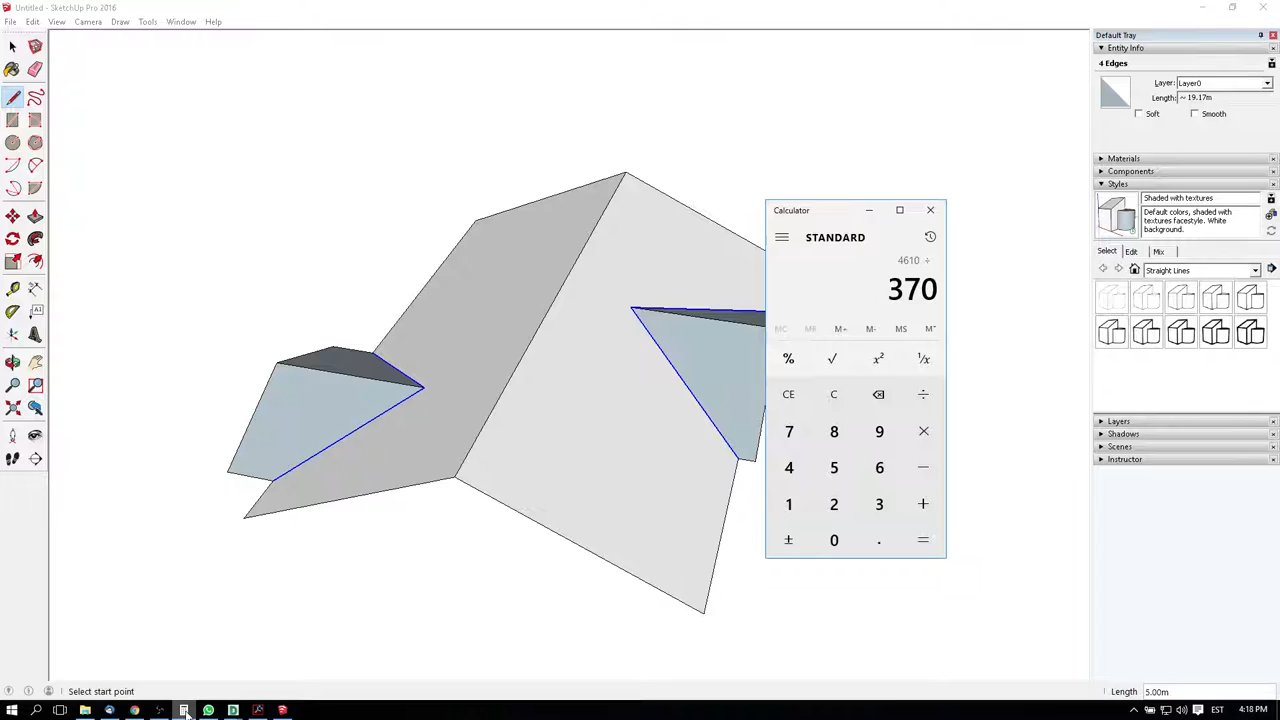 Untitled - SketchUp Pro 2016
File Edit View Camera Draw Tools Window Help
Default Tray
Entity Info
4 Edges
Layer: Layer0
Length: ~ 19.17m
Soft Smooth
Materials
Components
Styles
Shaded with textures
Default colors, shaded with
textures facestyle. White
background.
Select Edit Mix
Straight Lines
Layers
Shadows
Scenes
Instructor
Calculator
STANDARD
4610 ÷
370
MC MR M+ M- MS M˅
% √ x² ¹/x
CE C ÷
7 8 9 ×
4 5 6 −
1 2 3 +
± 0 . =
A1
Select start point
Length 5.00m
EST 4:18 PM